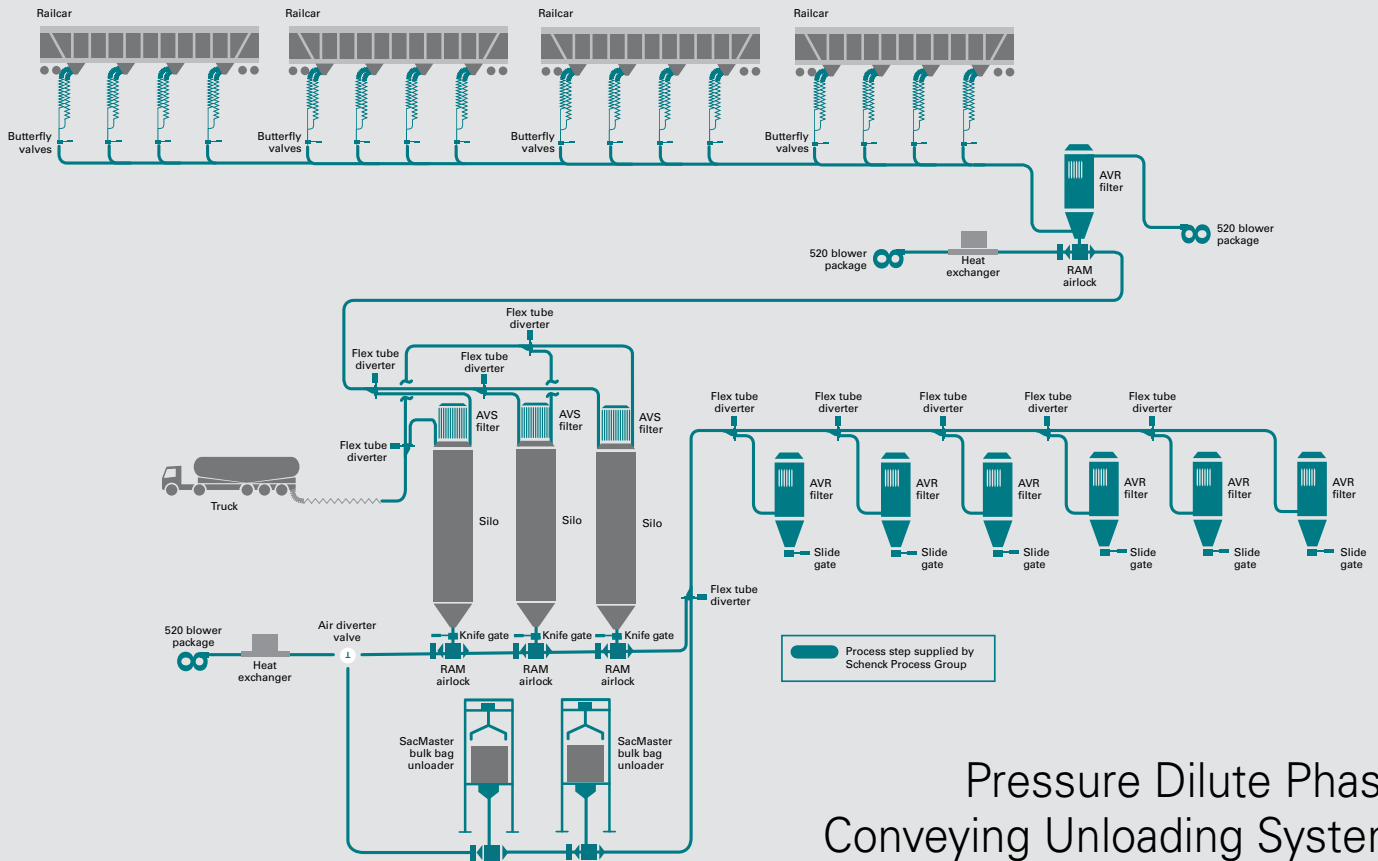 Railcar
Railcar
Railcar
Railcar
Butterfly
valves
Butterfly
valves
Butterfly
valves
Butterfly
valves
AVR
filter
520 blower
package
520 blower
package
Heat
exchanger
RAM
airlock
Flex tube
diverter
Flex tube
diverter
Flex tube
diverter
AVS
filter
AVS
filter
AVS
filter
Flex tube
diverter
Truck
Silo
Silo
Silo
Flex tube
diverter
Flex tube
diverter
Flex tube
diverter
Flex tube
diverter
Flex tube
diverter
AVR
filter
AVR
filter
AVR
filter
AVR
filter
AVR
filter
AVR
filter
Slide
gate
Slide
gate
Slide
gate
Slide
gate
Slide
gate
Slide
gate
Flex tube
diverter
520 blower
package
Heat
exchanger
Air diverter
valve
Knife gate
Knife gate
Knife gate
RAM
airlock
RAM
airlock
RAM
airlock
Process step supplied by
Schenck Process Group
SacMaster
bulk bag
unloader
SacMaster
bulk bag
unloader
Pressure Dilute Phas
Conveying Unloading System